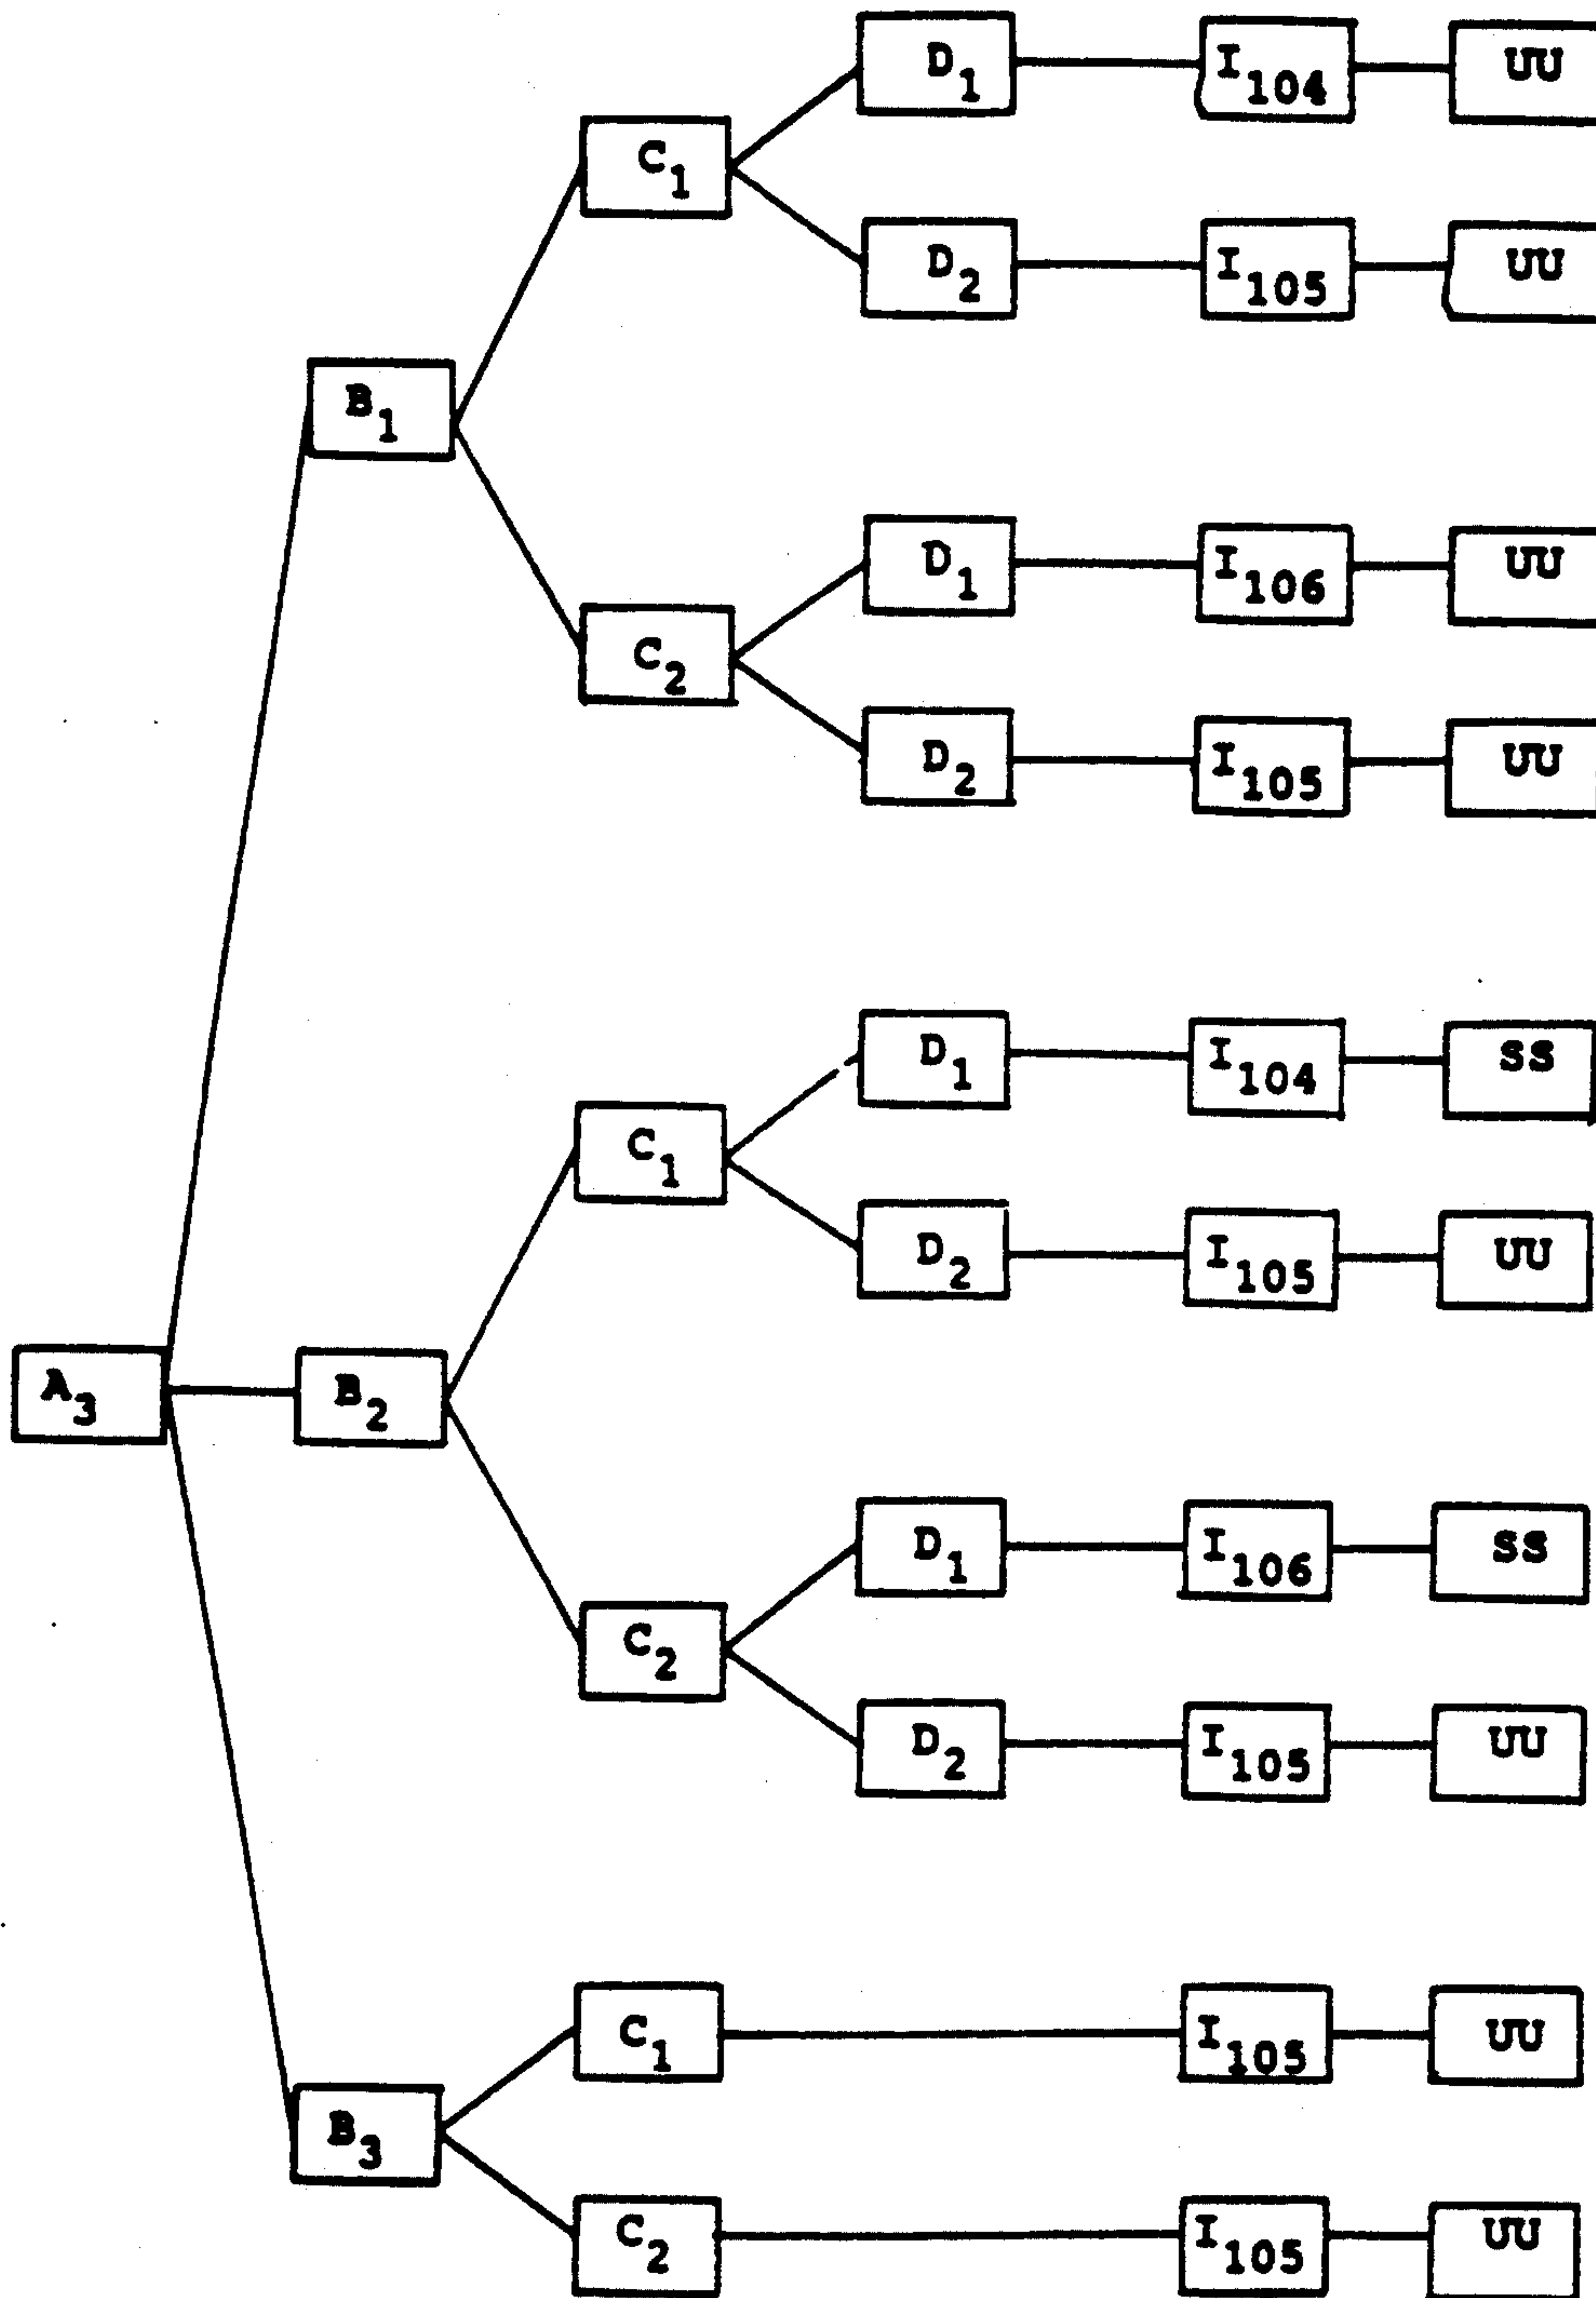 D1 I104 UU
C1
D2 I105 UU
B1
D1 I106 UU
C2
D2 I105 UU
D1 I104 SS
C1
D2 I105 UU
A3 B2
D1 I106 SS
C2
D2 I105 UU
C1 I105 UU
B3
C2 I105 UU